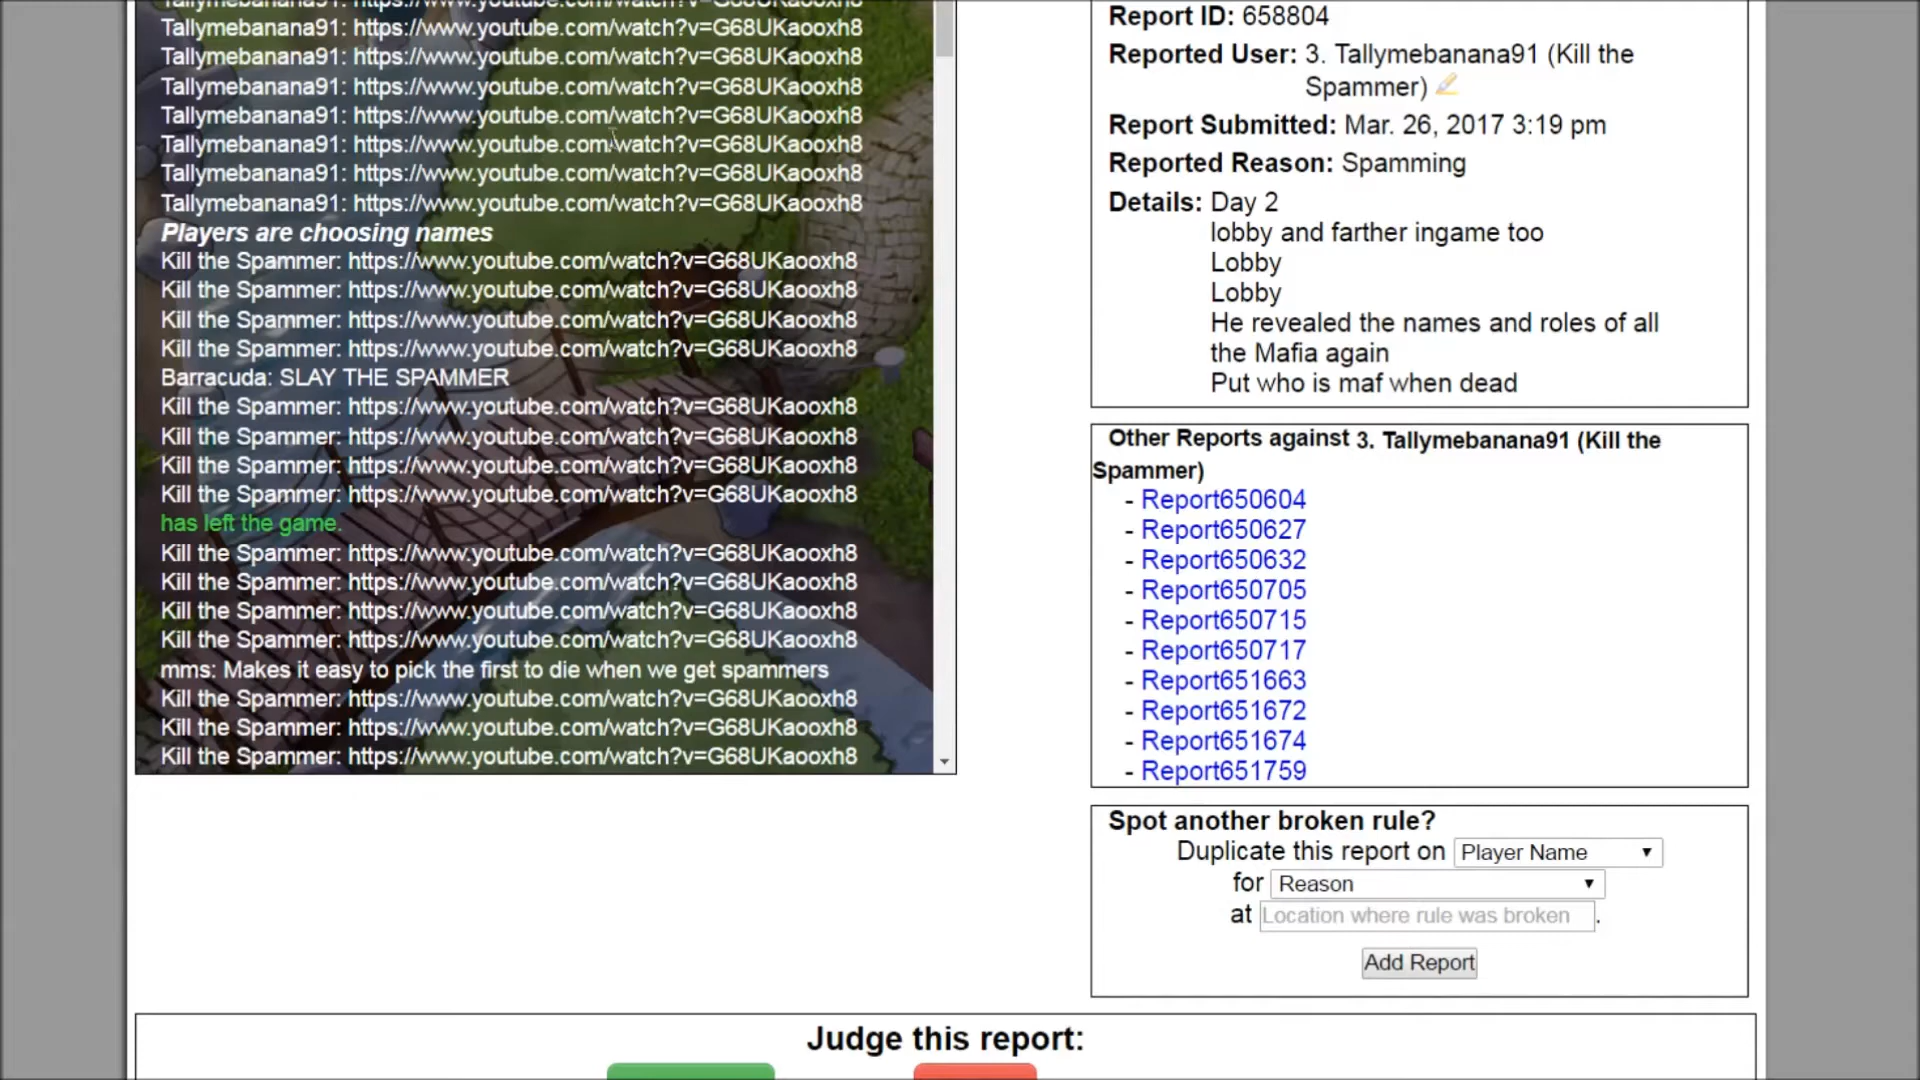 Tallymebanana91: https://www.youtube.com/watch?v=G68UKaooxh8
Tallymebanana91: https://www.youtube.com/watch?v=G68UKaooxh8
Tallymebanana91: https://www.youtube.com/watch?v=G68UKaooxh8
Tallymebanana91: https://www.youtube.com/watch?v=G68UKaooxh8
Tallymebanana91: https://www.youtube.com/watch?v=G68UKaooxh8
Tallymebanana91: https://www.youtube.com/watch?v=G68UKaooxh8
Tallymebanana91: https://www.youtube.com/watch?v=G68UKaooxh8
Tallymebanana91: https://www.youtube.com/watch?v=G68UKaooxh8
Players are choosing names
Kill the Spammer: https://www.youtube.com/watch?v=G68UKaooxh8
Kill the Spammer: https://www.youtube.com/watch?v=G68UKaooxh8
Kill the Spammer: https://www.youtube.com/watch?v=G68UKaooxh8
Kill the Spammer: https://www.youtube.com/watch?v=G68UKaooxh8
Barracuda: SLAY THE SPAMMER
Kill the Spammer: https://www.youtube.com/watch?v=G68UKaooxh8
Kill the Spammer: https://www.youtube.com/watch?v=G68UKaooxh8
Kill the Spammer: https://www.youtube.com/watch?v=G68UKaooxh8
Kill the Spammer: https://www.youtube.com/watch?v=G68UKaooxh8
has left the game.
Kill the Spammer: https://www.youtube.com/watch?v=G68UKaooxh8
Kill the Spammer: https://www.youtube.com/watch?v=G68UKaooxh8
Kill the Spammer: https://www.youtube.com/watch?v=G68UKaooxh8
Kill the Spammer: https://www.youtube.com/watch?v=G68UKaooxh8
mms: Makes it easy to pick the first to die when we get spammers
Kill the Spammer: https://www.youtube.com/watch?v=G68UKaooxh8
Kill the Spammer: https://www.youtube.com/watch?v=G68UKaooxh8
Kill the Spammer: https://www.youtube.com/watch?v=G68UKaooxh8
Report ID: 658804
Reported User: 3. Tallymebanana91 (Kill the
Spammer)
Report Submitted: Mar. 26, 2017 3:19 pm
Reported Reason: Spamming
Details: Day 2
lobby and farther ingame too
Lobby
Lobby
He revealed the names and roles of all
the Mafia again
Put who is maf when dead
Other Reports against 3. Tallymebanana91 (Kill the
Spammer)
- Report650604
- Report650627
- Report650632
- Report650705
- Report650715
- Report650717
- Report651663
- Report651672
- Report651674
- Report651759
Spot another broken rule?
Duplicate this report on Player Name
for Reason
at Location where rule was broken .
Add Report
Judge this report: